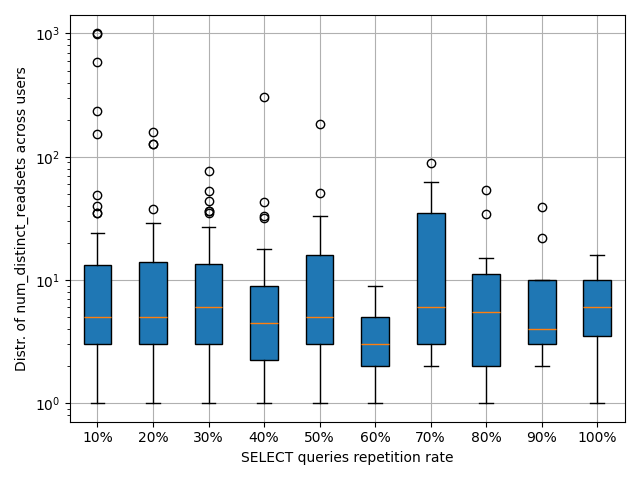 Distr. of num_distinct_readsets across users
10³
10²
10¹
10⁰
10% 20% 30% 40% 50% 60% 70% 80% 90% 100%
SELECT queries repetition rate